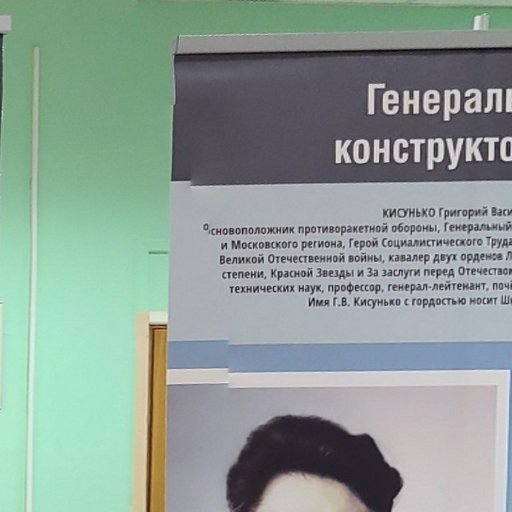 Генераль
конструкто
КИСУНЬКО Григорий Васи
Основоположник противоракетной обороны, Генеральный
и Московского региона, Герой Социалистического Труда
Великой Отечественной войны, кавалер двух орденов Л
степени, Красной Звезды и За заслуги перед Отечеством
технических наук, профессор, генерал-лейтенант, почё
Имя Г.В. Кисунько с гордостью носит Шк